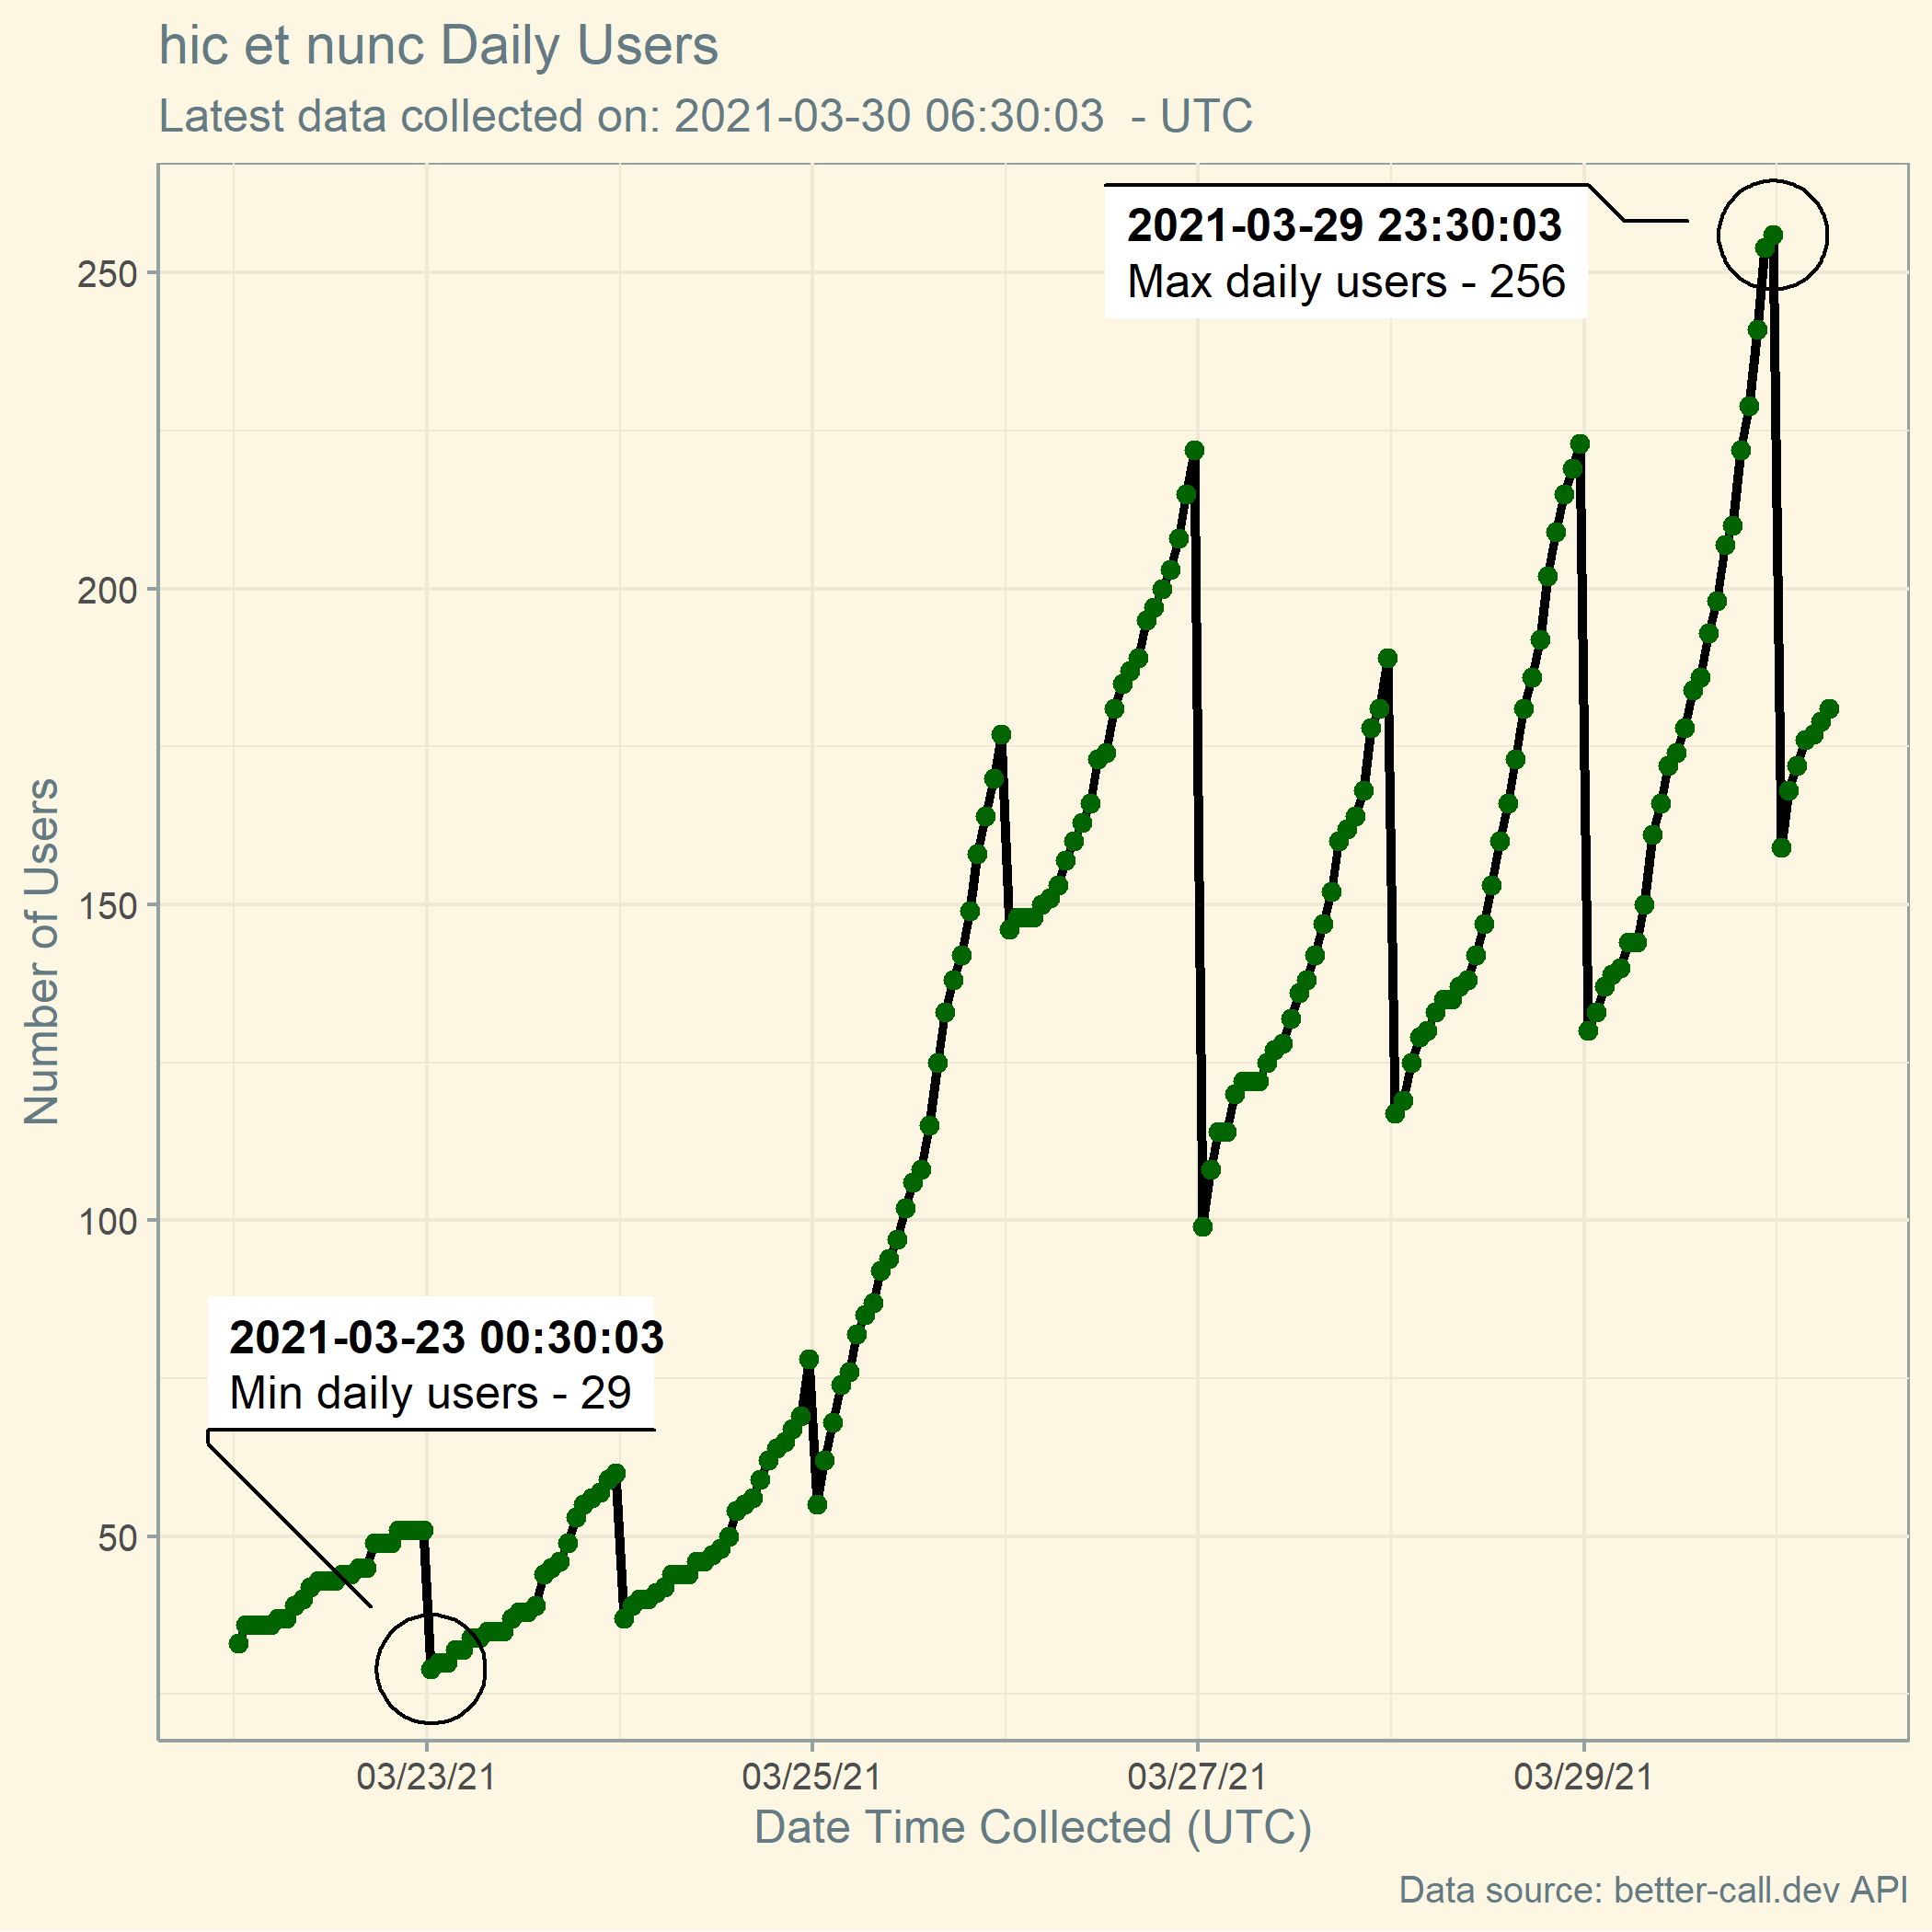 hic et nunc Daily Users
Latest data collected on: 2021-03-30 06:30:03  - UTC
2021-03-29 23:30:03
Max daily users - 256
250
200
150
100
50
Number of Users
2021-03-23 00:30:03
Min daily users - 29
03/23/21 03/25/21 03/27/21 03/29/21
Date Time Collected (UTC)
Data source: better-call.dev API